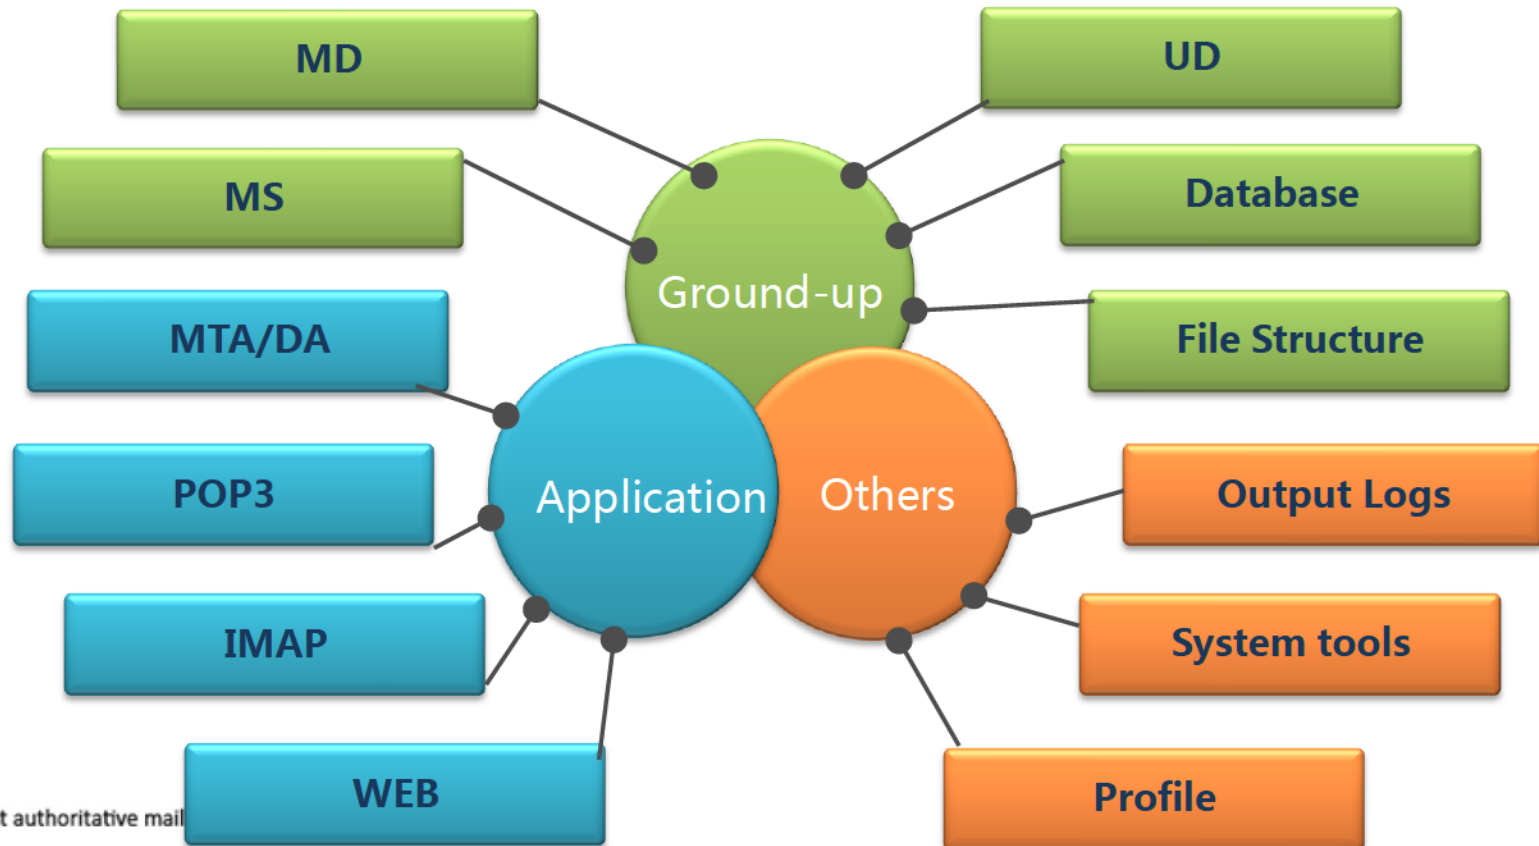 MD
UD
MS
Database
Ground-up
MTA/DA
File Structure
POP3
Application
Others
Output Logs
IMAP
System tools
WEB
Profile
t authoritative mail